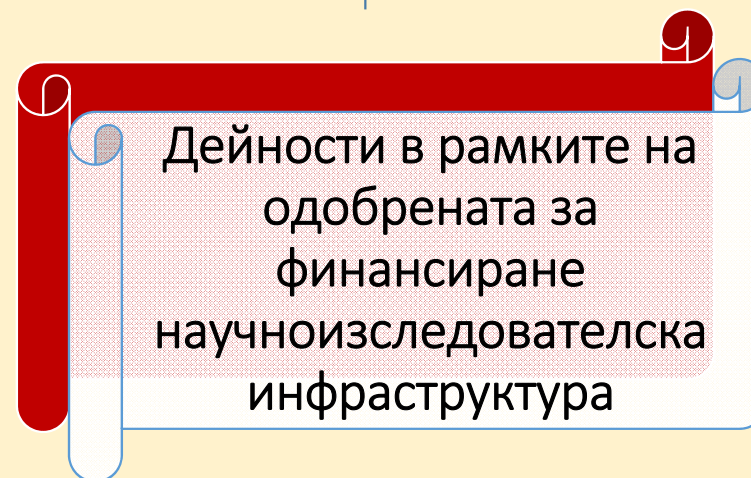 Дейности в рамките на
одобрената за
финансиране
научноизследователска
инфраструктура